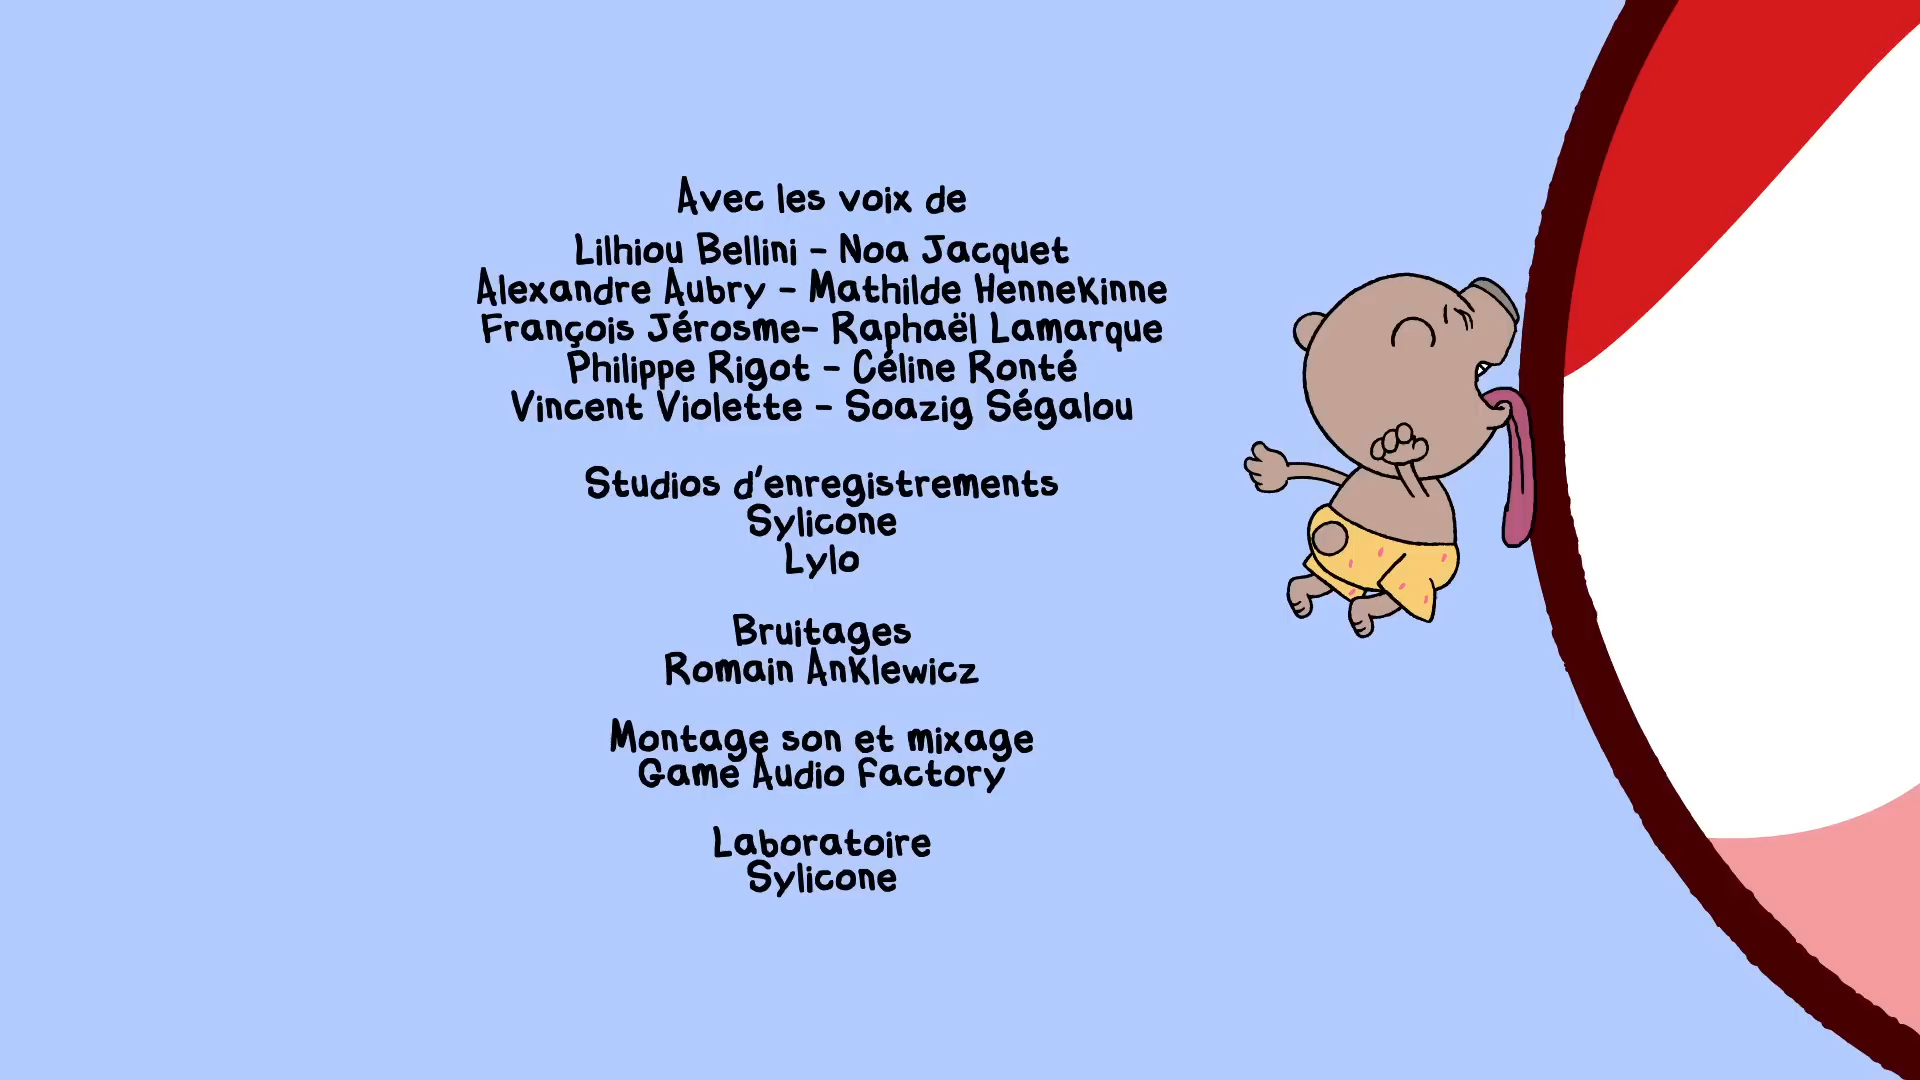 Avec les voix de
Lilhiou Bellini - Noa Jacquet
Alexandre Aubry - Mathilde Hennekinne
François Jérosme- Raphaël Lamarque
Philippe Rigot - Céline Ronté
Vincent Violette - Soazig Ségalou
Studios d'enregistrements
Sylicone
Lylo
Bruitages
Romain Anklewicz
Montage son et mixage
Game Audio Factory
Laboratoire
Sylicone